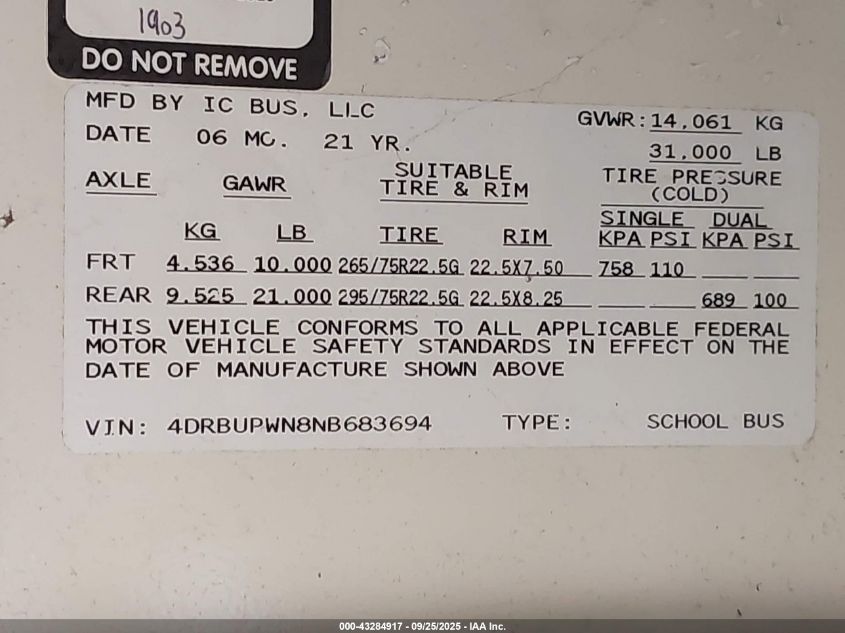 1903
DO NOT REMOVE
MFD BY IC BUS, LLC
DATE 06 MO. 21 YR.
GVWR: 14,061 KG
31.000 LB
AXLE GAWR SUITABLE TIRE & RIM TIRE PRESSURE (COLD)
SINGLE DUAL
KG LB TIRE RIM KPA PSI KPA PSI
FRT 4.536 10.000 265/75R22.5G 22.5X7.50 758 110
REAR 9.525 21.000 295/75R22.5G 22.5X8.25 689 100
THIS VEHICLE CONFORMS TO ALL APPLICABLE FEDERAL
MOTOR VEHICLE SAFETY STANDARDS IN EFFECT ON THE
DATE OF MANUFACTURE SHOWN ABOVE
VIN: 4DRBUPWN8NB683694 TYPE: SCHOOL BUS
000-43284917 - 09/25/2025 - IAA Inc.